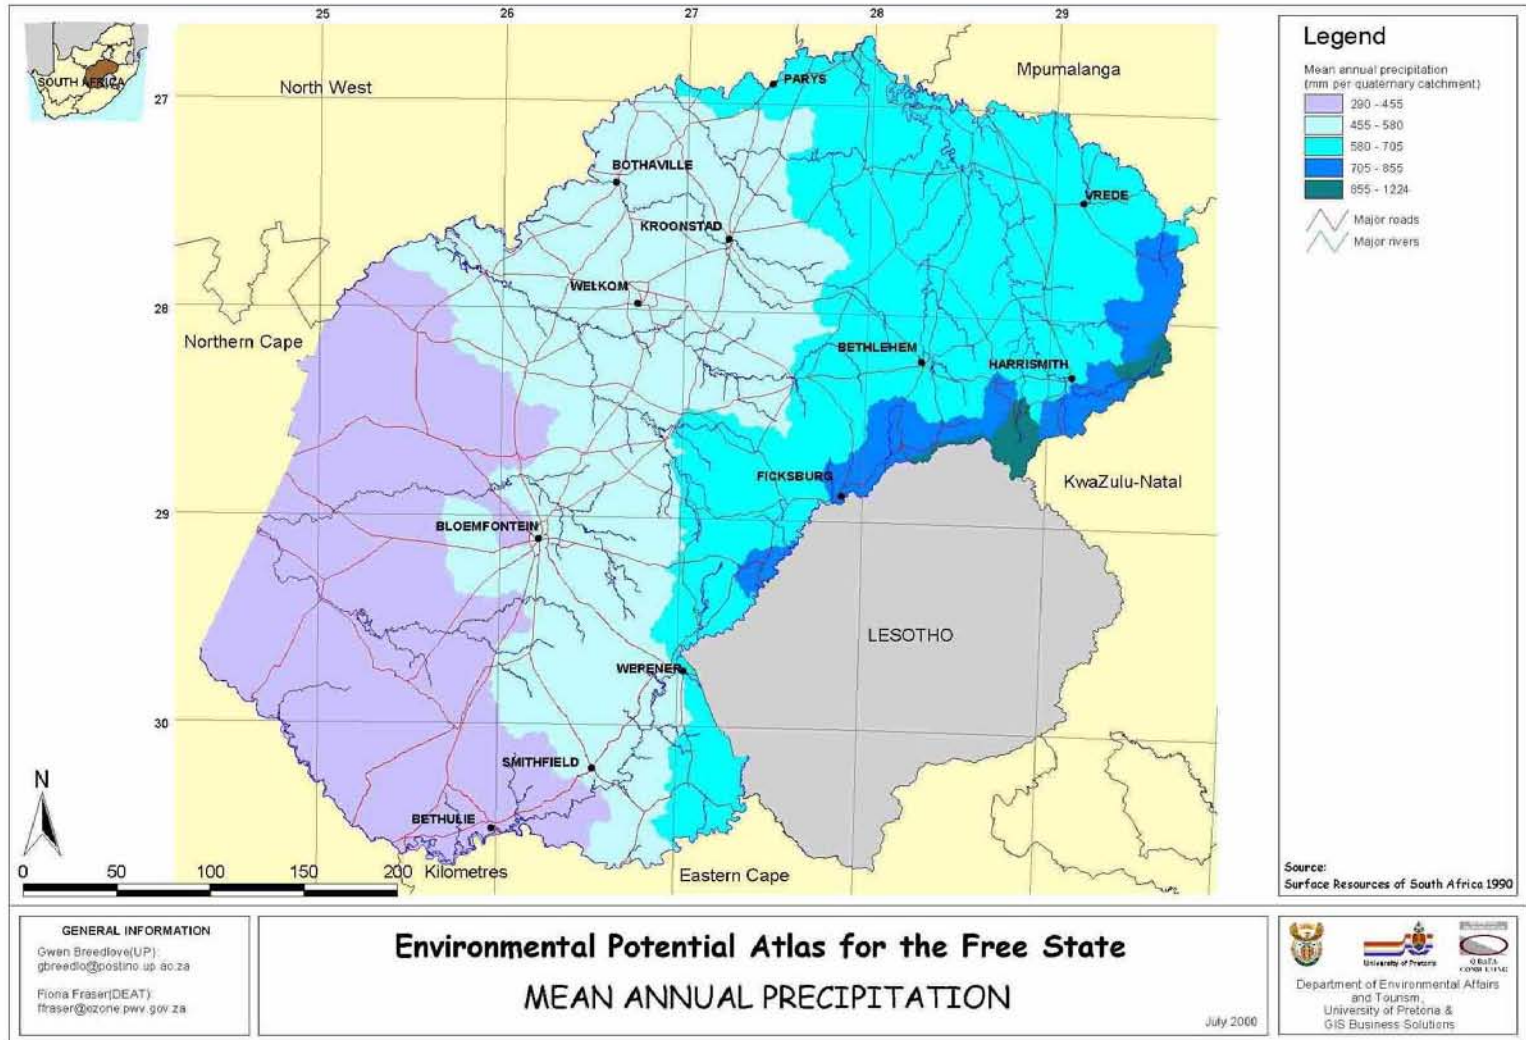 25 26 27 28 29
SOUTH AFRICA
North West
Mpumalanga
PARYS
27
BOTHAVILLE
VREDE
KROONSTAD
WELKOM
28
Northern Cape
BETHLEHEM
HARRISMITH
FICKSBURG
KwaZulu-Natal
29
BLOEMFONTEIN
LESOTHO
WEPENER
30
SMITHFIELD
N
BETHULIE
0 50 100 150 200 Kilometres
Eastern Cape
Legend
Mean annual precipitation
(mm per quaternary catchment)
290 - 455
455 - 580
580 - 705
705 - 855
855 - 1224
Major roads
Major rivers
Source:
Surface Resources of South Africa 1990
GENERAL INFORMATION
Gwen Breedlove(UP):
gbreedlo@postino.up.ac.za
Fiona Fraser(DEAT):
ffraser@ozone.pwv.gov.za
Environmental Potential Atlas for the Free State
MEAN ANNUAL PRECIPITATION
July 2000
University of Pretoria
Department of Environmental Affairs
and Tourism,
University of Pretoria &
GIS Business Solutions